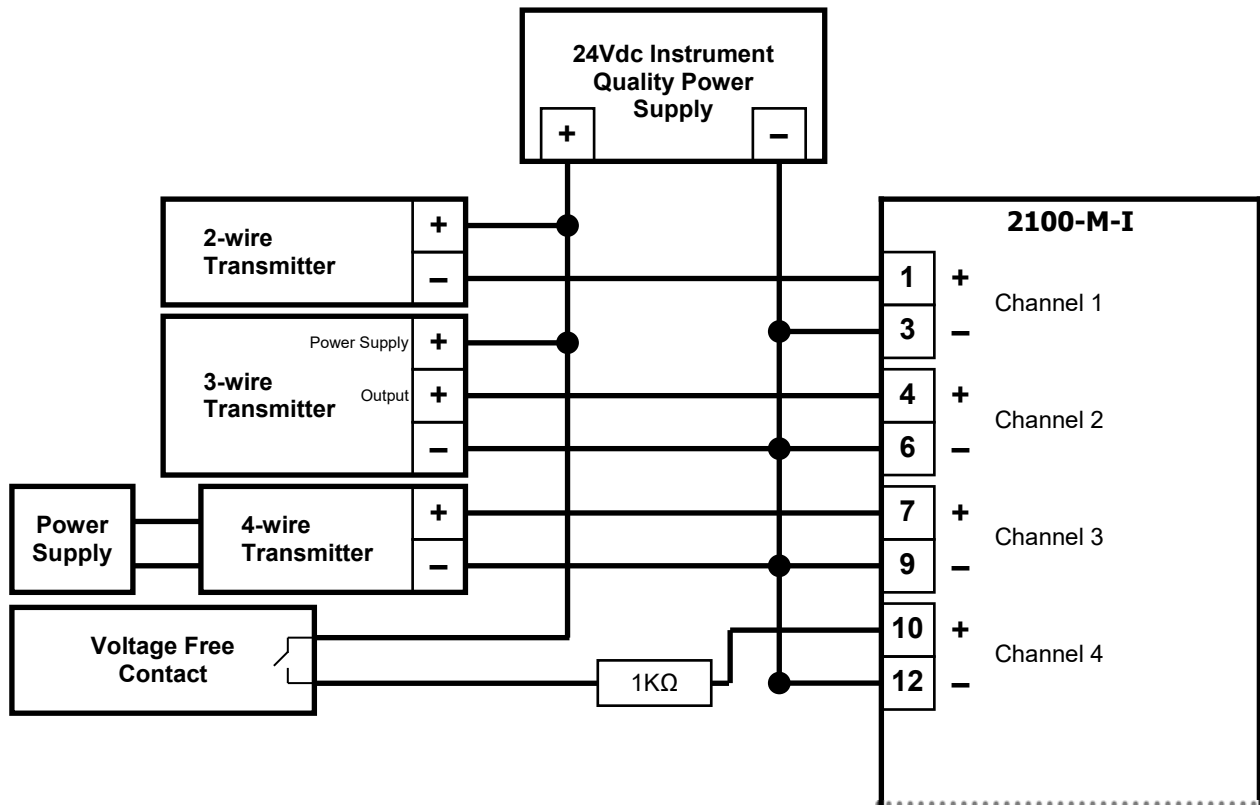 24Vdc Instrument
Quality Power
Supply
+
–
2-wire
Transmitter
+
–
2100-M-I
1
+
Channel 1
3
–
Power Supply
+
3-wire
Transmitter
Output
+
–
4
+
Channel 2
6
–
Power
Supply
4-wire
Transmitter
+
–
7
+
Channel 3
9
–
Voltage Free
Contact
1KΩ
10
+
Channel 4
12
–